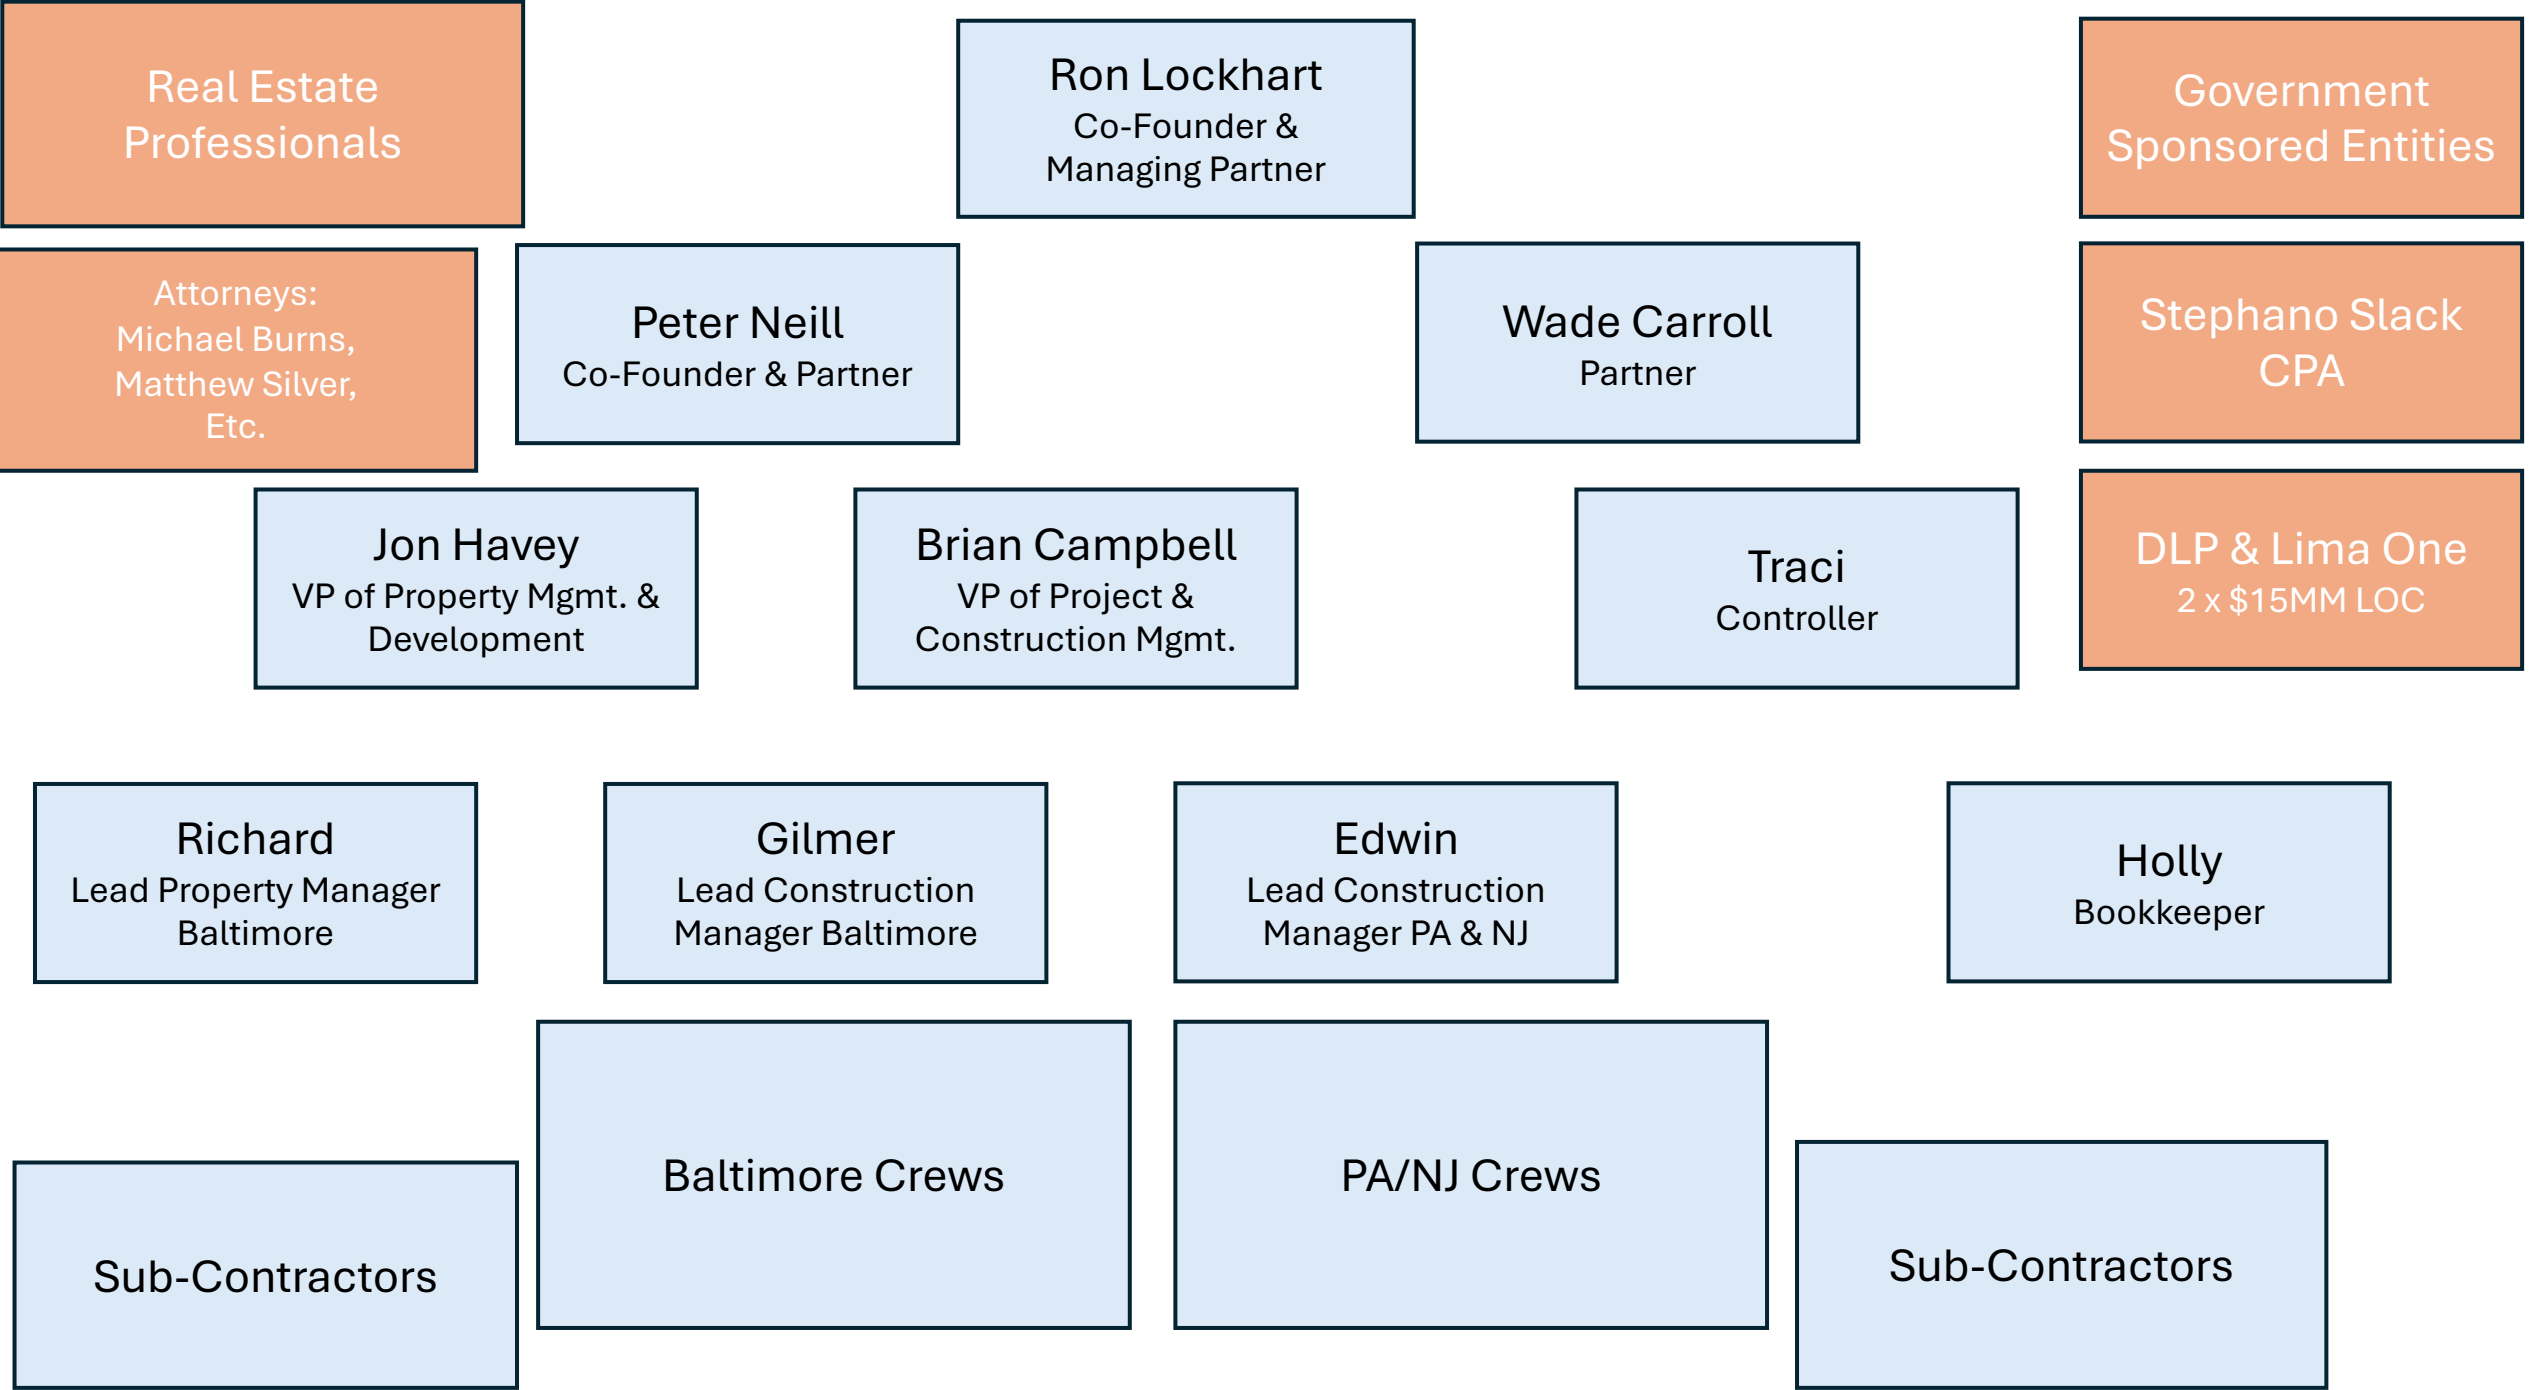 Real Estate
Professionals
Ron Lockhart
Co-Founder &
Managing Partner
Government
Sponsored Entities
Attorneys:
Michael Burns,
Matthew Silver,
Etc.
Peter Neill
Co-Founder & Partner
Wade Carroll
Partner
Stephano Slack
CPA
Jon Havey
VP of Property Mgmt. &
Development
Brian Campbell
VP of Project &
Construction Mgmt.
Traci
Controller
DLP & Lima One
2 x $15MM LOC
Richard
Lead Property Manager
Baltimore
Gilmer
Lead Construction
Manager Baltimore
Edwin
Lead Construction
Manager PA & NJ
Holly
Bookkeeper
Sub-Contractors
Baltimore Crews
PA/NJ Crews
Sub-Contractors